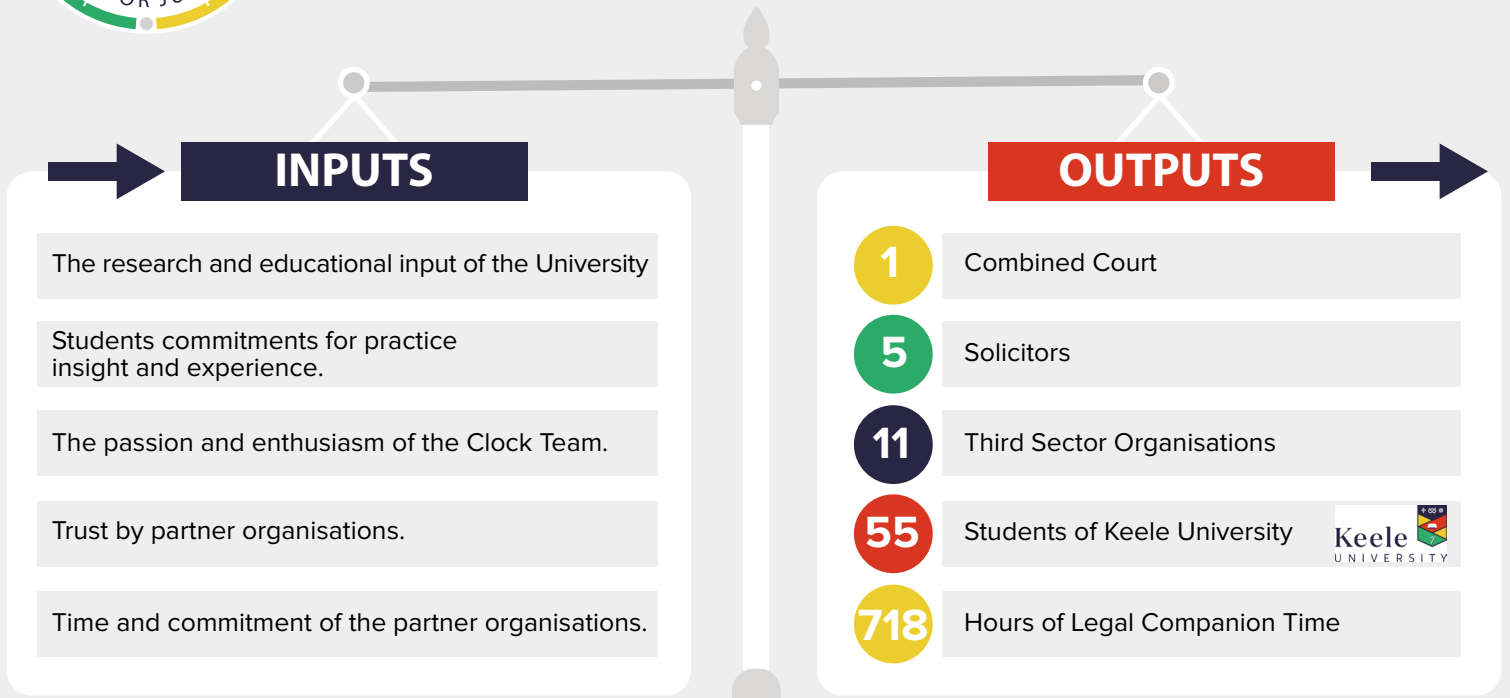 OR JU
INPUTS
The research and educational input of the University
Students commitments for practice
insight and experience.
The passion and enthusiasm of the Clock Team.
Trust by partner organisations.
Time and commitment of the partner organisations.
OUTPUTS
1 Combined Court
5 Solicitors
11 Third Sector Organisations
55 Students of Keele University
Keele
UNIVERSITY
718 Hours of Legal Companion Time